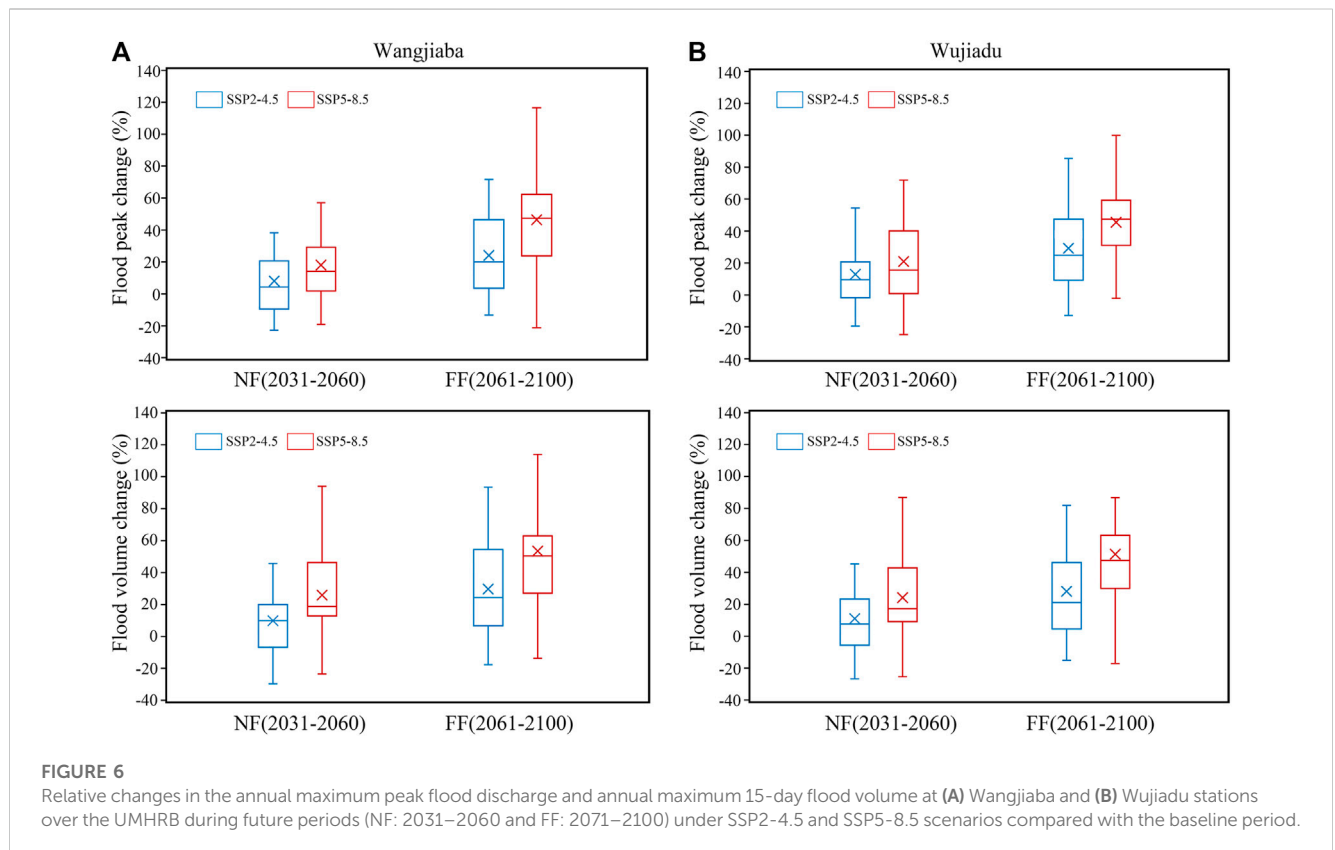 A
Wangjiaba
140
120
100
80
60
40
20
0
-20
-40
Flood peak change (%)
SSP2-4.5 SSP5-8.5
NF(2031-2060) FF(2061-2100)
B
Wujiadu
140
120
100
80
60
40
20
0
-20
-40
Flood peak change (%)
SSP2-4.5 SSP5-8.5
NF(2031-2060) FF(2061-2100)
140
120
100
80
60
40
20
0
-20
-40
Flood volume change (%)
SSP2-4.5 SSP5-8.5
NF(2031-2060) FF(2061-2100)
140
120
100
80
60
40
20
0
-20
-40
Flood volume change (%)
SSP2-4.5 SSP5-8.5
NF(2031-2060) FF(2061-2100)
FIGURE 6
Relative changes in the annual maximum peak flood discharge and annual maximum 15-day flood volume at (A) Wangjiaba and (B) Wujiadu stations
over the UMHRB during future periods (NF: 2031–2060 and FF: 2071–2100) under SSP2-4.5 and SSP5-8.5 scenarios compared with the baseline period.